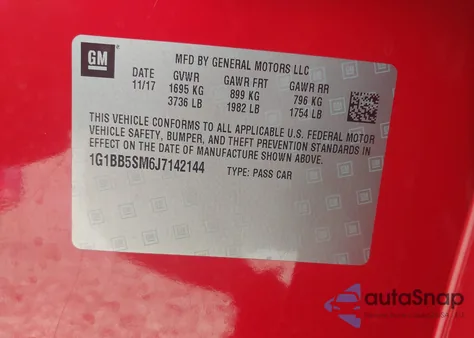 GM
MFD BY GENERAL MOTORS LLC
DATE GVWR GAWR FRT GAWR RR
11/17 1695 KG 899 KG 796 KG
3736 LB 1982 LB 1754 LB
THIS VEHICLE CONFORMS TO ALL APPLICABLE U.S. FEDERAL MOTOR
VEHICLE SAFETY, BUMPER, AND THEFT PREVENTION STANDARDS IN
EFFECT ON THE DATE OF MANUFACTURE SHOWN ABOVE.
1G1BB5SM6J7142144 TYPE: PASS CAR
autoSnap